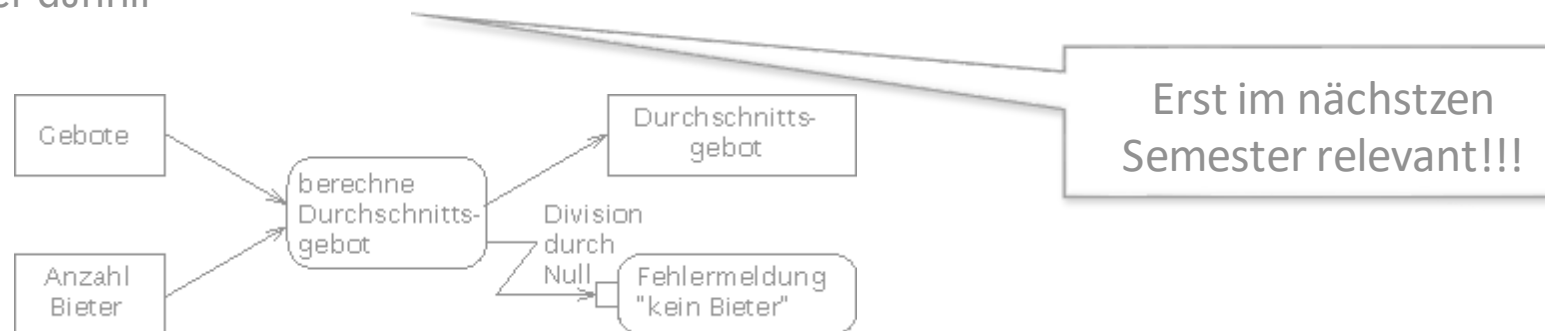 Erst im nächstzen
Semester relevant!!!
Gebote
Durchschnitts-
gebot
berechne
Durchschnitts-
gebot
Division
durch
Null
Anzahl
Bieter
Fehlermeldung
"kein Bieter"